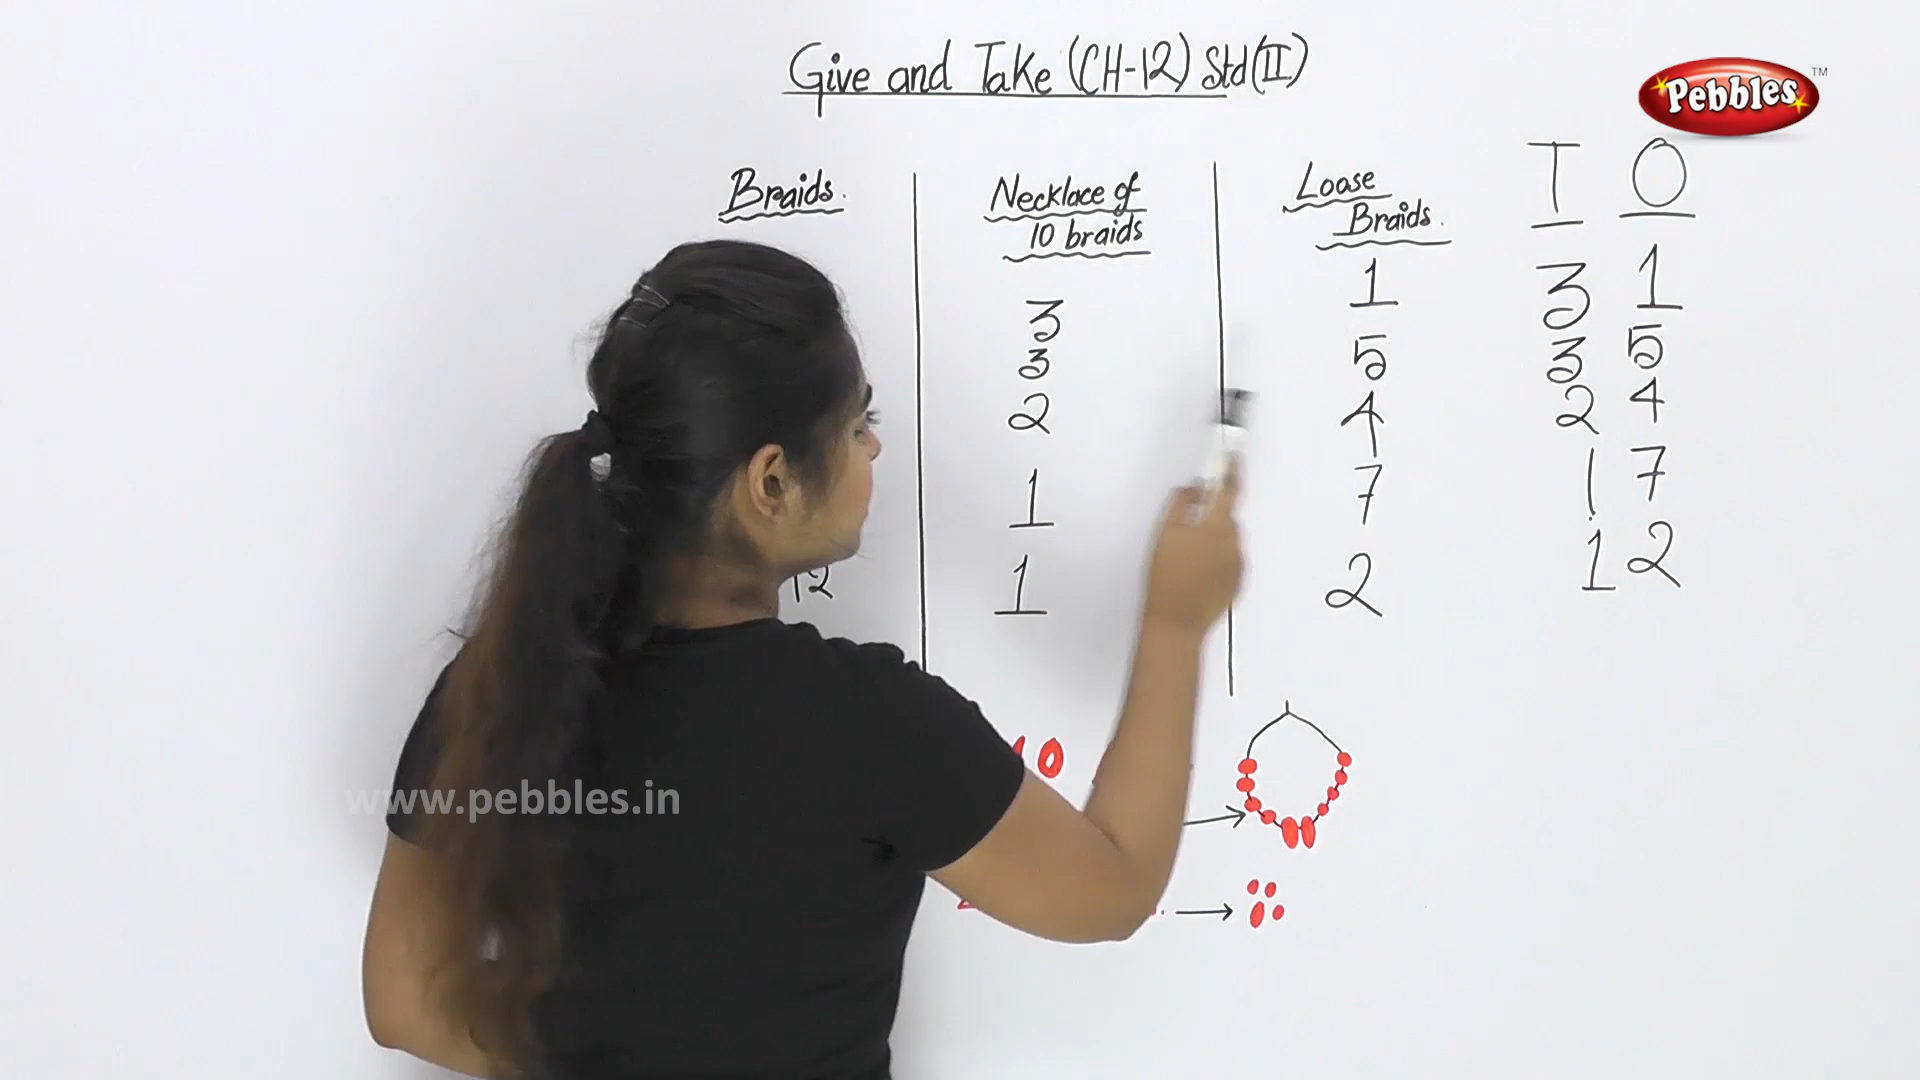 Give and Take (CH-12) Std(II)
Pebbles TM
T O
Braids.
Necklace of
10 braids
Loose
Braids.
3 1 3 1
3 5 3 5
2 4 2 4
1 7 1 7
12 1 2 1 2
10
www.pebbles.in